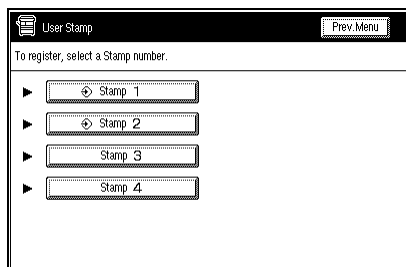 User Stamp
Prev.Menu
To register, select a Stamp number.
Stamp 1
Stamp 2
Stamp 3
Stamp 4